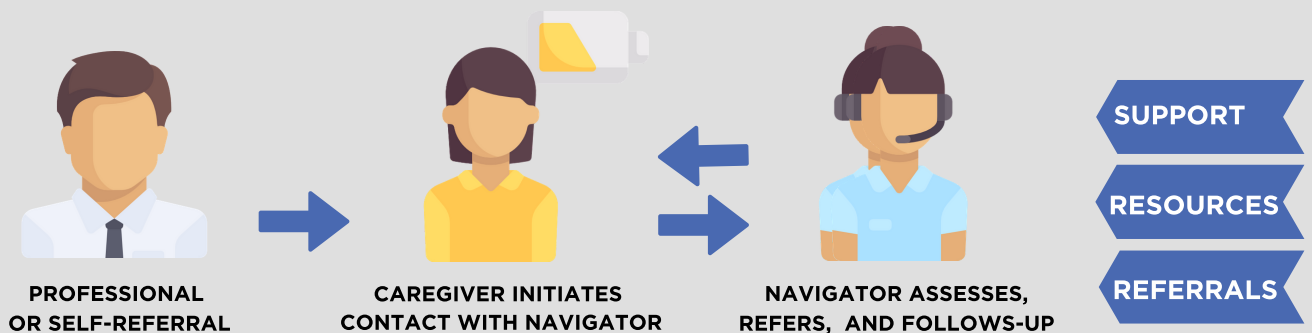 PROFESSIONAL
OR SELF-REFERRAL
CAREGIVER INITIATES
CONTACT WITH NAVIGATOR
NAVIGATOR ASSESSES,
REFERS, AND FOLLOWS-UP
SUPPORT
RESOURCES
REFERRALS